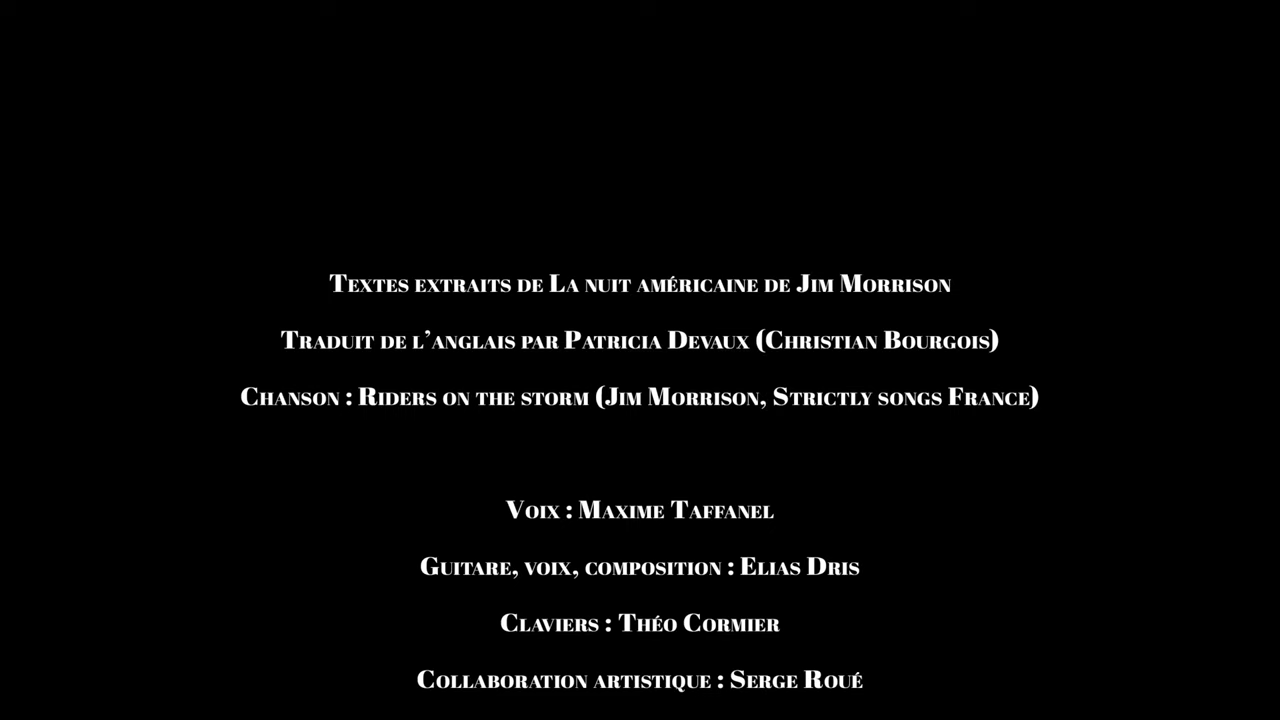 Textes extraits de La nuit américaine de Jim Morrison
Traduit de l’anglais par Patricia Devaux (Christian Bourgois)
Chanson : Riders on the storm (Jim Morrison, Strictly songs France)
Voix : Maxime Taffanel
Guitare, voix, composition : Elias Dris
Claviers : Théo Cormier
Collaboration artistique : Serge Roué